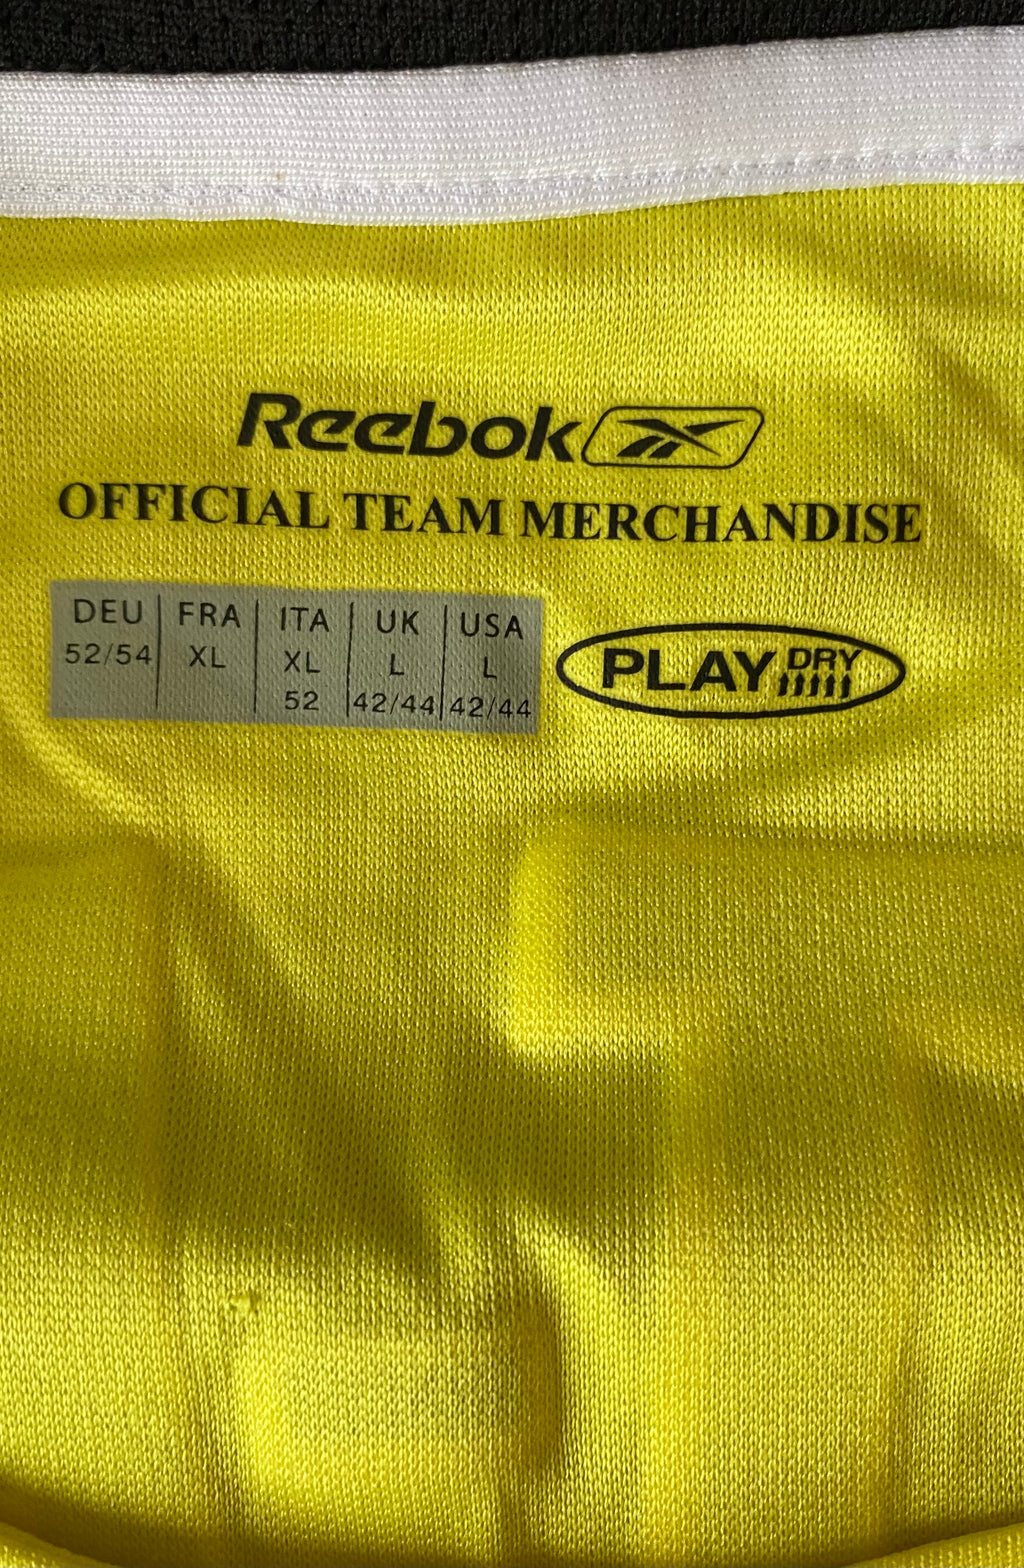 Reebok
OFFICIAL TEAM MERCHANDISE
DEU FRA ITA UK USA
52/54 XL XL L L
52 42/44 42/44
PLAY DRY